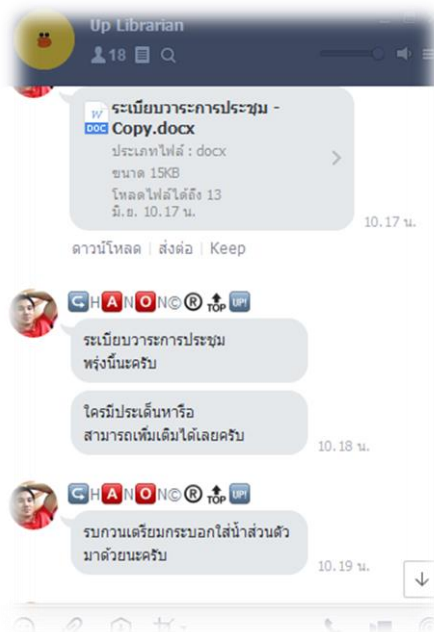 Up Librarian
18
W
DOC
ระเบียบวาระการประชุม -
Copy.docx
ประเภทไฟล์ : docx
ขนาด 15KB
โหลดไฟล์ได้ถึง 13
มิ.ย. 10.17 น.
10.17 น.
ดาวน์โหลด | ส่งต่อ | Keep
HANON©®TOP UP!
ระเบียบวาระการประชุม
พรุ่งนี้นะครับ
ใครมีประเด็นหารือ
สามารถเพิ่มเติมได้เลยครับ
10.18 น.
HANON©®TOP UP!
รบกวนเตรียมกระบอกใส่น้ำส่วนตัว
มาด้วยนะครับ
10.19 น.